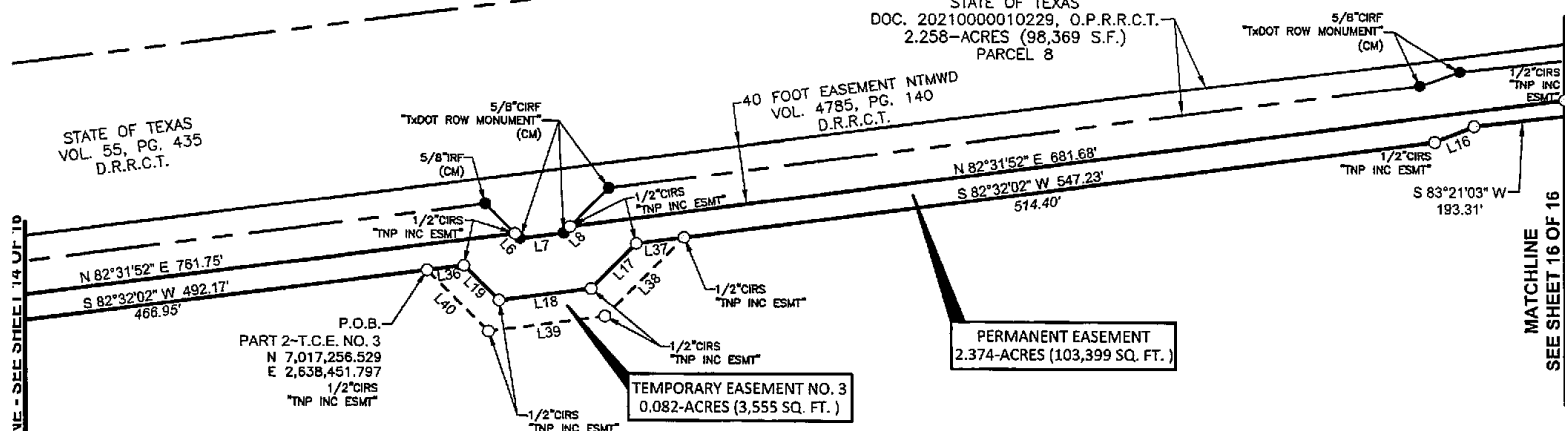 STATE OF TEXAS
DOC. 20210000010229, O.P.R.R.C.T.
2.258-ACRES (98,369 S.F.)
PARCEL 8
5/8"CIRF
"TxDOT ROW MONUMENT"
(CM)
1/2"CIRS
"TNP INC
ESMT"
40 FOOT EASEMENT NTMWD
VOL. 4785, PG. 140
D.R.R.C.T.
5/8"CIRF
"TxDOT ROW MONUMENT"
(CM)
STATE OF TEXAS
VOL. 55, PG. 435
D.R.R.C.T.
5/8"IRF
(CM)
1/2"CIRS
"TNP INC ESMT"
1/2"CIRS
"TNP INC ESMT"
L6
L7
L8
N 82°31'52" E 681.68'
S 82°32'02" W 547.23'
514.40'
1/2"CIRS
"TNP INC ESMT"
L16
S 83°21'03" W
193.31'
N 82°31'52" E 761.75'
S 82°32'02" W 492.17'
466.95'
L36
L19
L18
L17
L37
L38
L39
L40
1/2"CIRS
"TNP INC ESMT"
P.O.B.
PART 2~T.C.E. NO. 3
N 7,017,256.529
E 2,638,451.797
1/2"CIRS
"TNP INC ESMT"
1/2"CIRS
"TNP INC ESMT"
1/2"CIRS
"TNP INC ESMT"
TEMPORARY EASEMENT NO. 3
0.082-ACRES (3,555 SQ. FT. )
PERMANENT EASEMENT
2.374-ACRES (103,399 SQ. FT. )
MATCHLINE
SEE SHEET 16 OF 16
NE - SEE SHEET 14 OF 16